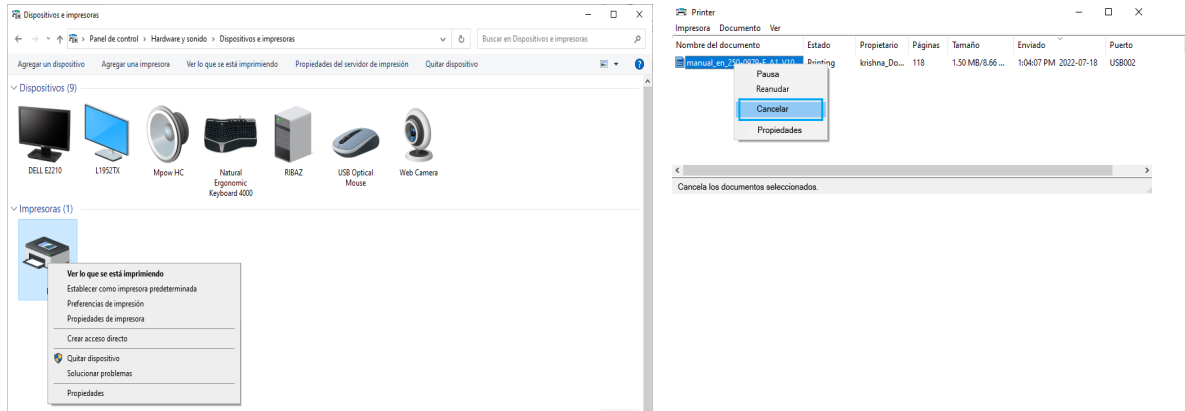 Dispositivos e impresoras
Panel de control > Hardware y sonido > Dispositivos e impresoras
Buscar en Dispositivos e impresoras
Agregar un dispositivo Agregar una impresora Ver lo que se está imprimiendo Propiedades del servidor de impresión Quitar dispositivo
Dispositivos (9)
DELL E2210
L1952TX
Mpow HC
Natural
Ergonomic
Keyboard 4000
RIBAZ
USB Optical
Mouse
Web Camera
Impresoras (1)
Ver lo que se está imprimiendo
Establecer como impresora predeterminada
Preferencias de impresión
Propiedades de impresora
Crear acceso directo
Quitar dispositivo
Solucionar problemas
Propiedades
Printer
Impresora Documento Ver
Nombre del documento Estado Propietario Páginas Tamaño Enviado Puerto
manual_en_250-0979-F_A1_V10 Printing krishna_Do... 118 1.50 MB/8.66 ... 1:04:07 PM 2022-07-18 USB002
Pausa
Reanudar
Cancelar
Propiedades
Cancela los documentos seleccionados.